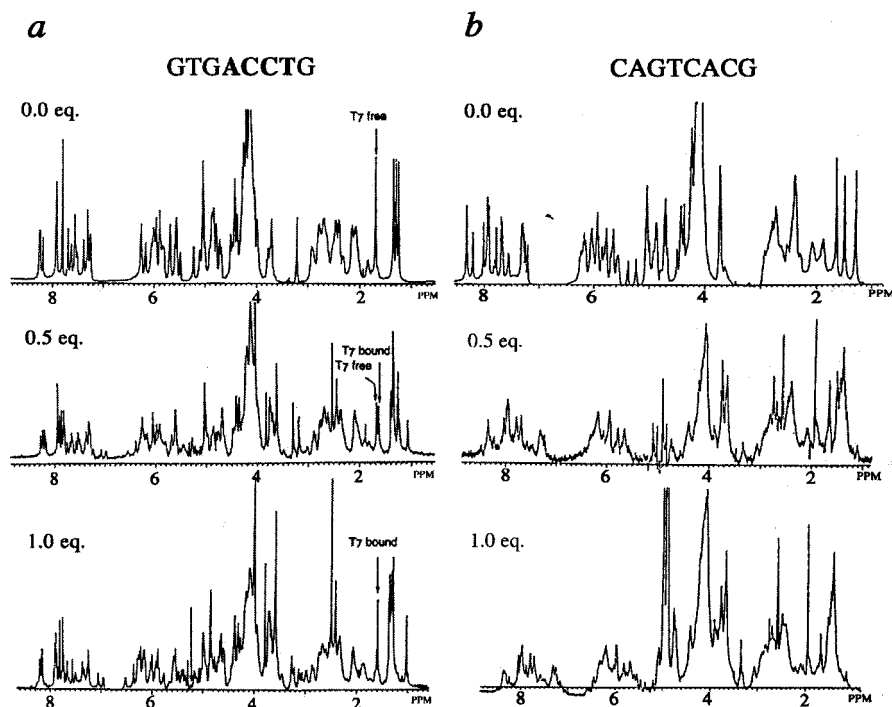 a
GTGACCTG
0.0 eq.
T7 free
8 6 4 2 PPM
0.5 eq.
T7 bound
T7 free
8 6 4 2 PPM
1.0 eq.
T7 bound
8 6 4 2 PPM
b
CAGTCACG
0.0 eq.
8 6 4 2 PPM
0.5 eq.
8 6 4 2 PPM
1.0 eq.
8 6 4 2 PPM